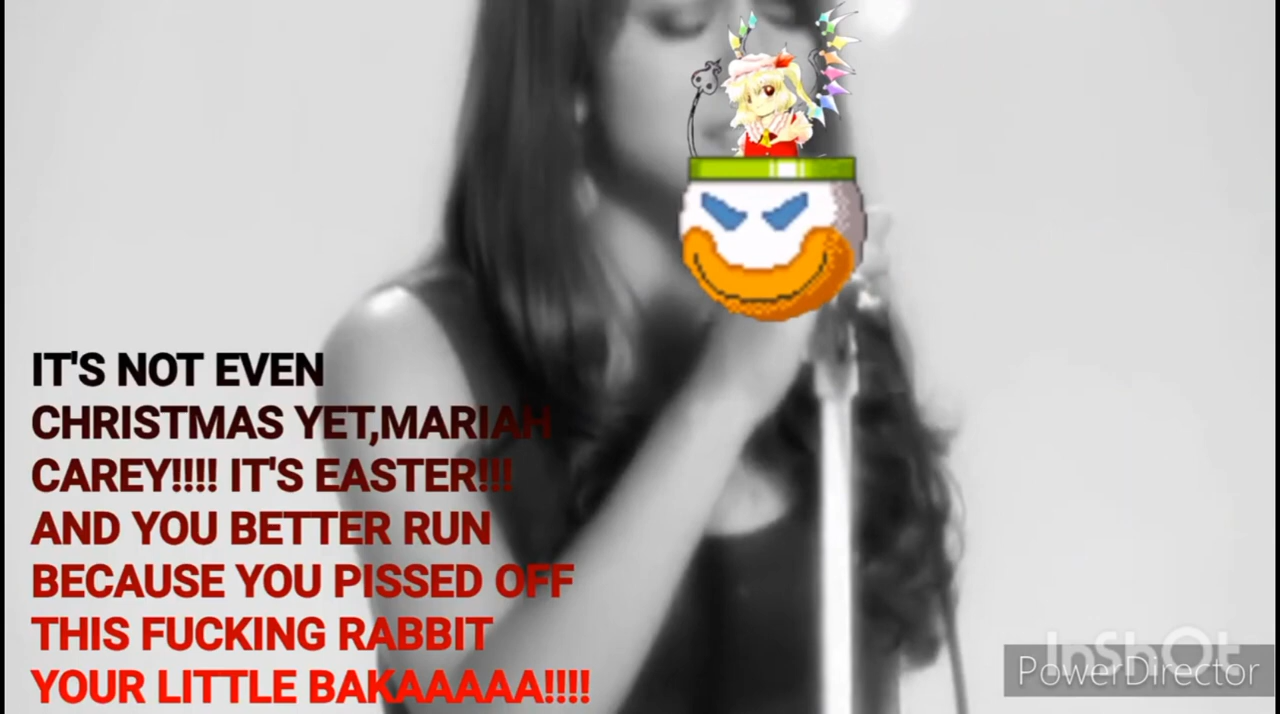 IT'S NOT EVEN
CHRISTMAS YET,MARIAH
CAREY!!!! IT'S EASTER!!!
AND YOU BETTER RUN
BECAUSE YOU PISSED OFF
THIS FUCKING RABBIT
YOUR LITTLE BAKAAAAA!!!!
InShOt
PowerDirector